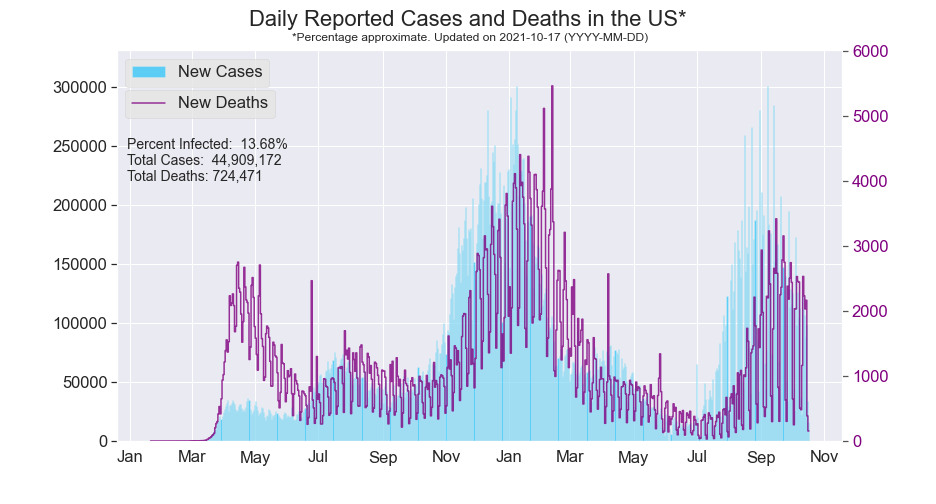 Daily Reported Cases and Deaths in the US*
*Percentage approximate. Updated on 2021-10-17 (YYYY-MM-DD)
New Cases
New Deaths
Percent Infected: 13.68%
Total Cases: 44,909,172
Total Deaths: 724,471
300000
250000
200000
150000
100000
50000
0
6000
5000
4000
3000
2000
1000
0
Jan Mar May Jul Sep Nov Jan Mar May Jul Sep Nov